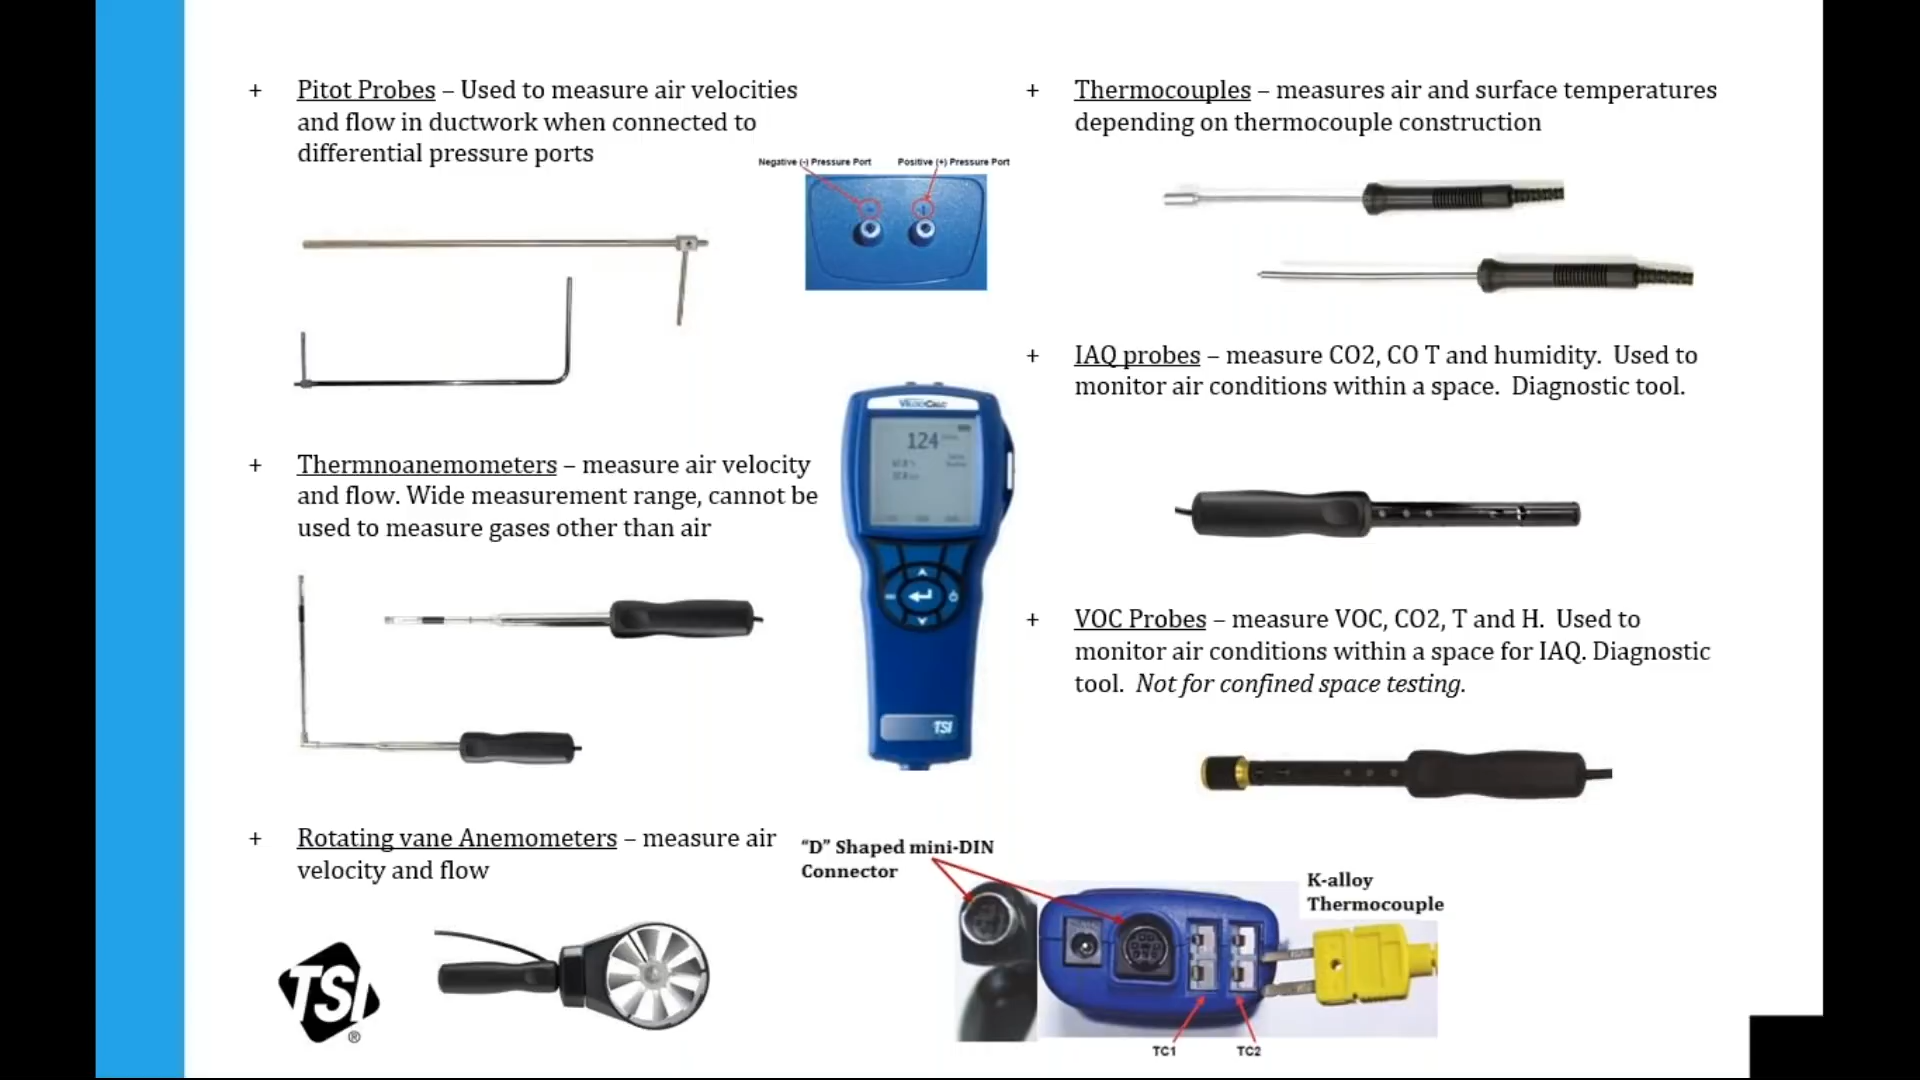 + Pitot Probes – Used to measure air velocities
and flow in ductwork when connected to
differential pressure ports
Negative (-) Pressure Port
Positive (+) Pressure Port
+ Thermnoanemometers – measure air velocity
and flow. Wide measurement range, cannot be
used to measure gases other than air
+ Rotating vane Anemometers – measure air
velocity and flow
TSI
®
124
TSI
+ Thermocouples – measures air and surface temperatures
depending on thermocouple construction
+ IAQ probes – measure CO2, CO T and humidity. Used to
monitor air conditions within a space. Diagnostic tool.
+ VOC Probes – measure VOC, CO2, T and H. Used to
monitor air conditions within a space for IAQ. Diagnostic
tool. Not for confined space testing.
“D” Shaped mini-DIN
Connector
K-alloy
Thermocouple
TC1
TC2